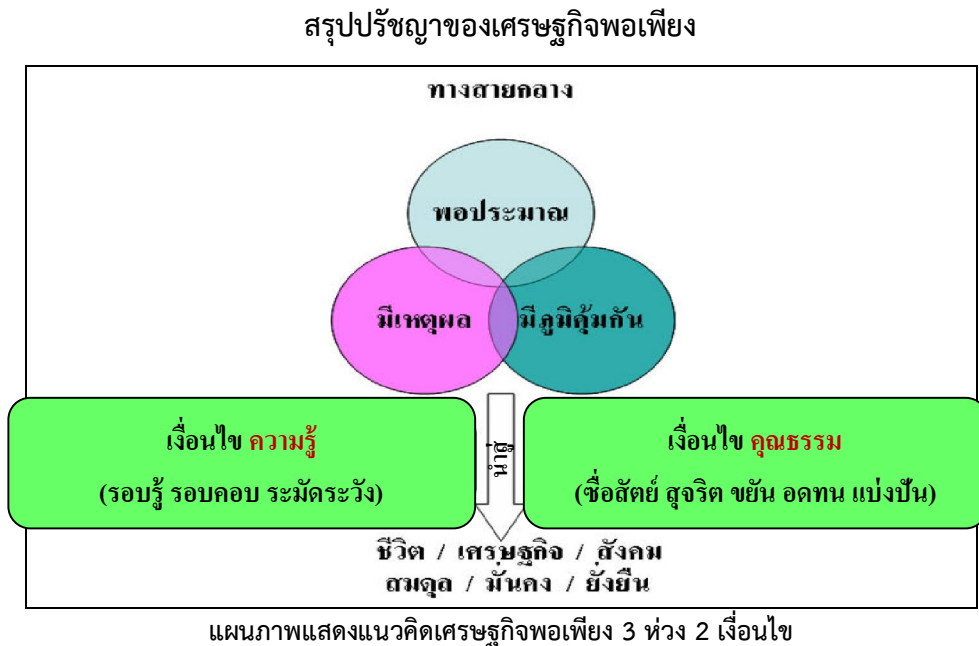 สรุปปรัชญาของเศรษฐกิจพอเพียง
ทางสายกลาง
พอประมาณ
มีเหตุผล
มีภูมิคุ้มกัน
เงื่อนไข ความรู้
(รอบรู้ รอบคอบ ระมัดระวัง)
นำสู่
เงื่อนไข คุณธรรม
(ซื่อสัตย์ สุจริต ขยัน อดทน แบ่งปัน)
ชีวิต / เศรษฐกิจ / สังคม
สมดุล / มั่นคง / ยั่งยืน
แผนภาพแสดงแนวคิดเศรษฐกิจพอเพียง 3 ห่วง 2 เงื่อนไข